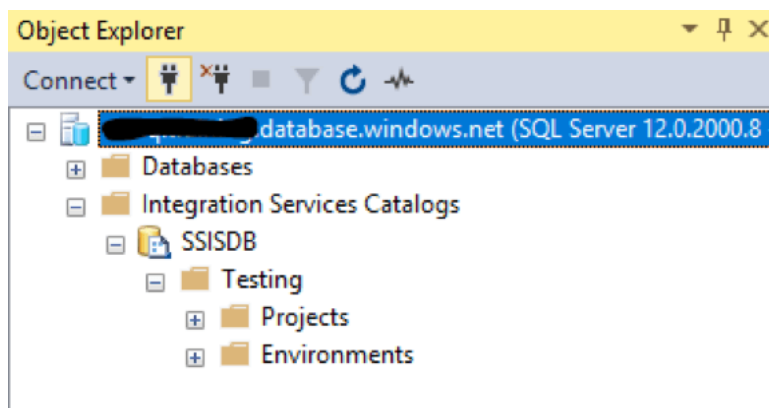 Object Explorer
Connect
database.windows.net (SQL Server 12.0.2000.8
Databases
Integration Services Catalogs
SSISDB
Testing
Projects
Environments